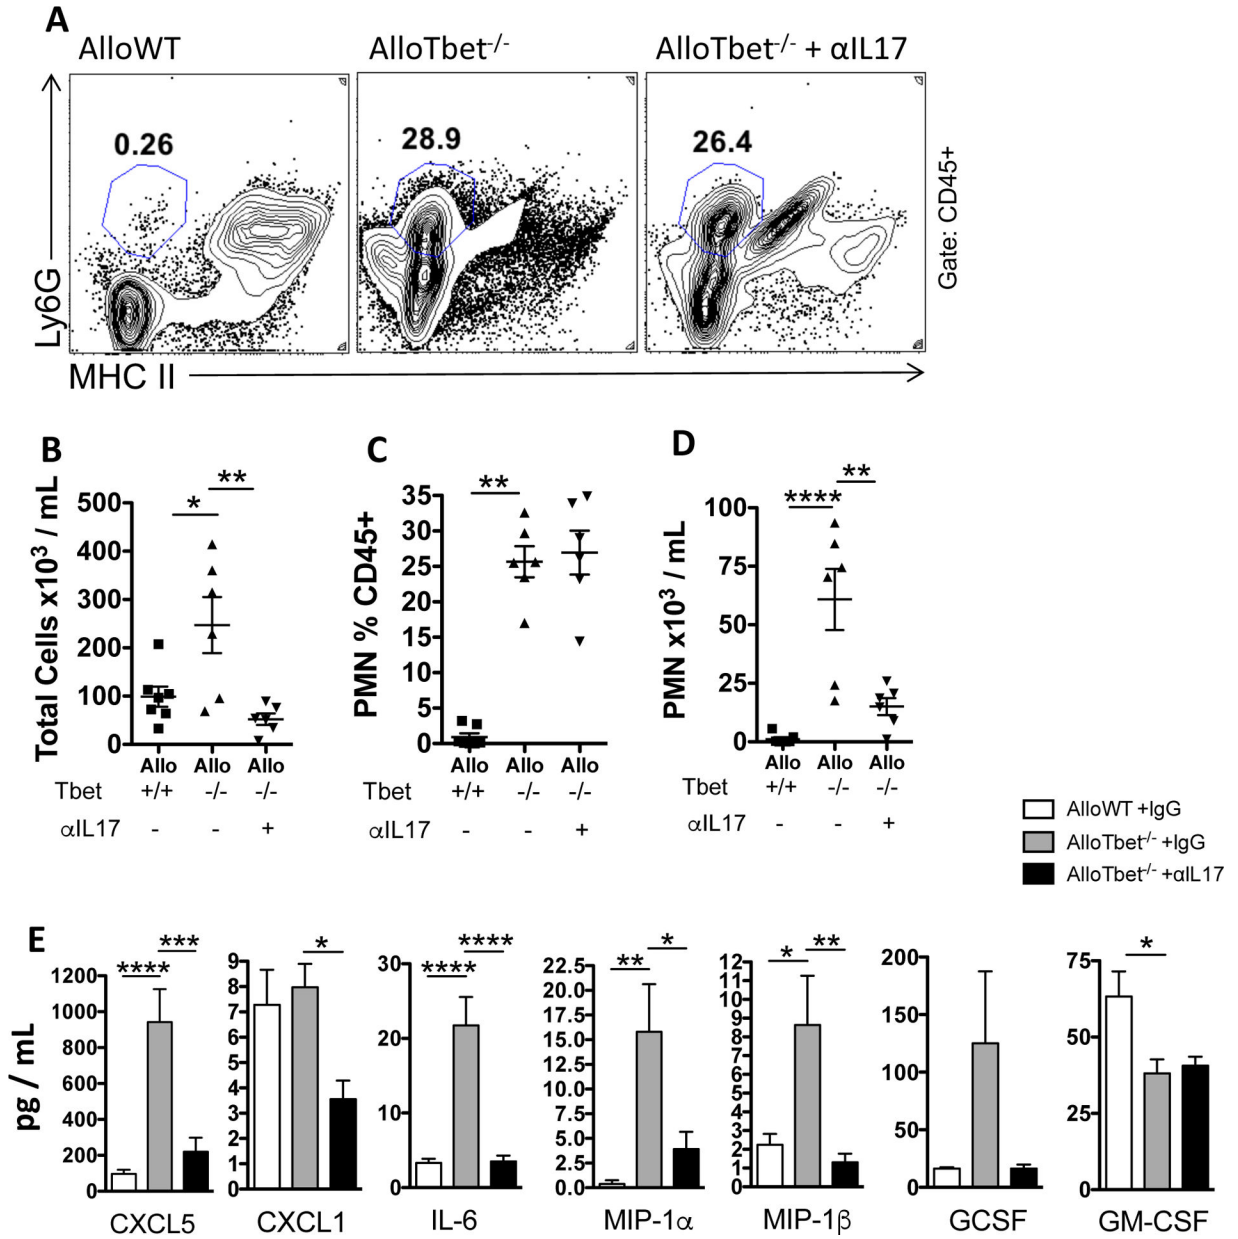 A
AlloWT
AlloTbet-/-
AlloTbet-/- + αIL17
0.26
28.9
26.4
Ly6G
Gate: CD45+
MHC II
B
C
D
** 
*
**
**
****
Total Cells x10³ / mL
500
400
300
200
100
0
PMN % CD45+
35
30
25
20
15
10
5
0
PMN x10³ / mL
100
75
50
25
0
Allo Allo Allo
Tbet +/+ -/- -/-
αIL17 - - +
Allo Allo Allo
Tbet +/+ -/- -/-
αIL17 - - +
Allo Allo Allo
Tbet +/+ -/- -/-
αIL17 - - +
AlloWT +IgG
AlloTbet-/- +IgG
AlloTbet-/- +αIL17
E
pg / mL
*** 
****
1200
1000
800
600
400
200
0
CXCL5
*
9
8
7
6
5
4
3
2
1
0
CXCL1
****
****
30
20
10
0
IL-6
*
**
22.5
20.0
17.5
15.0
12.5
10.0
7.5
5.0
2.5
0.0
MIP-1α
* **
12
11
10
9
8
7
6
5
4
3
2
1
0
MIP-1β
200
150
100
50
0
GCSF
*
75
50
25
0
GM-CSF